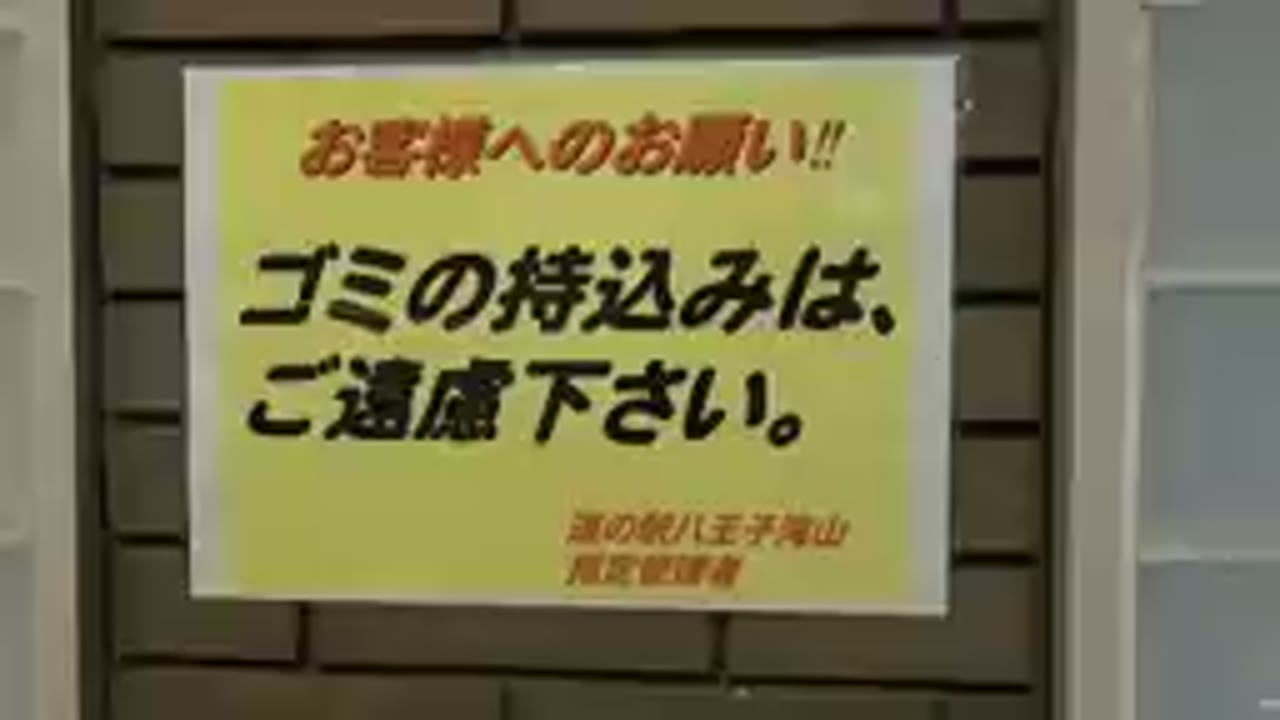 お客様へのお願い!!
ゴミの持込みは、
ご遠慮下さい。
道の駅八王子滝山
指定管理者